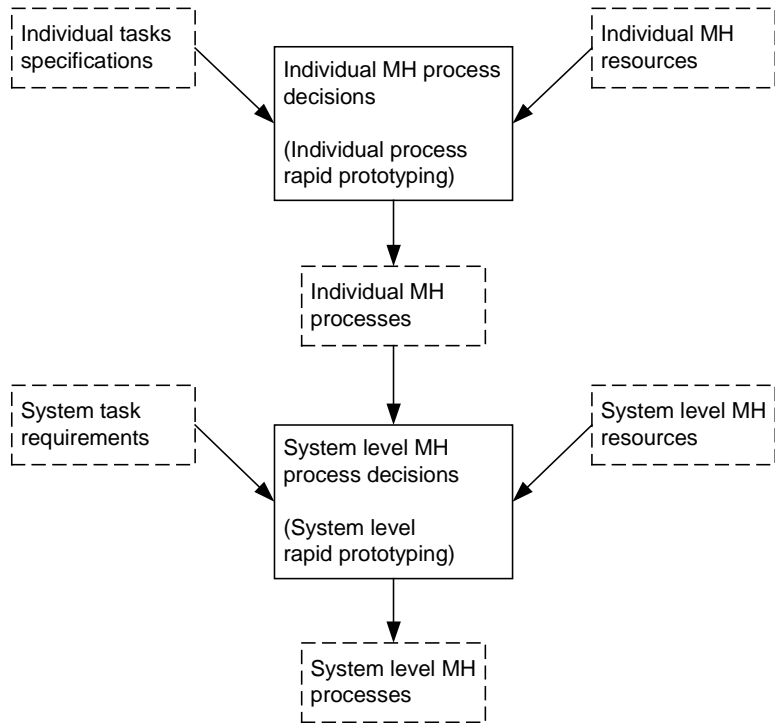 Individual tasks
specifications
Individual MH process
decisions
(Individual process
rapid prototyping)
Individual MH
resources
Individual MH
processes
System task
requirements
System level MH
process decisions
(System level
rapid prototyping)
System level MH
resources
System level MH
processes